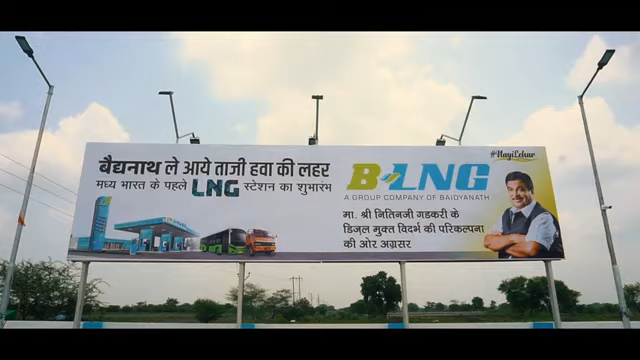 बैद्यनाथ ले आये ताजी हवा की लहर
मध्य भारत के पहले LNG स्टेशन का शुभारंभ
#NayiLehar
B-LNG
A GROUP COMPANY OF BAIDYANATH
मा. श्री नितिनजी गडकरी के
डिज़ल मुक्त विदर्भ की परिकल्पना
की ओर अग्रसर